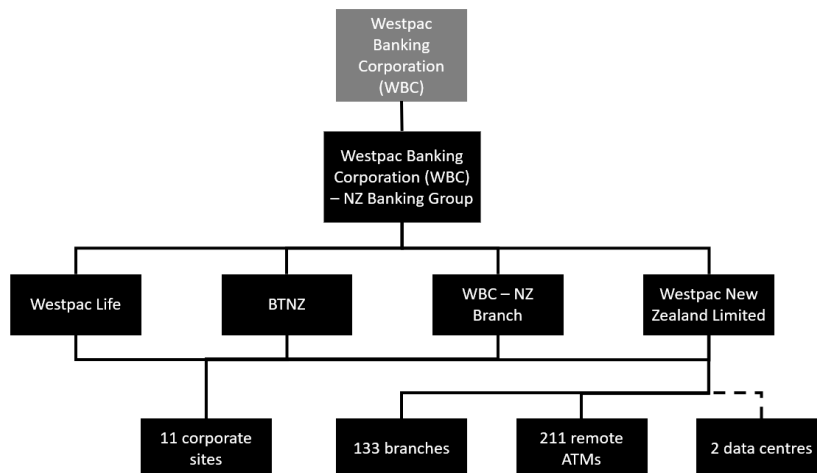 Westpac
Banking
Corporation
(WBC)
Westpac Banking
Corporation (WBC)
– NZ Banking Group
Westpac Life
BTNZ
WBC – NZ
Branch
Westpac New
Zealand Limited
11 corporate
sites
133 branches
211 remote
ATMs
2 data centres